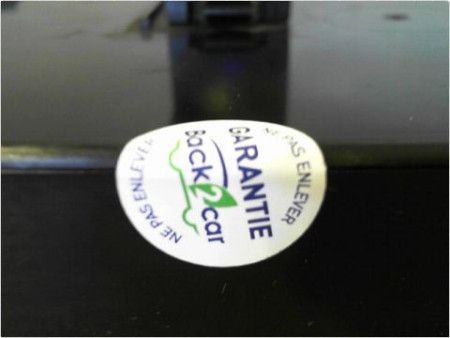 NE PAS ENLEVER
GARANTIE
Back2car
NE PAS ENLEVER